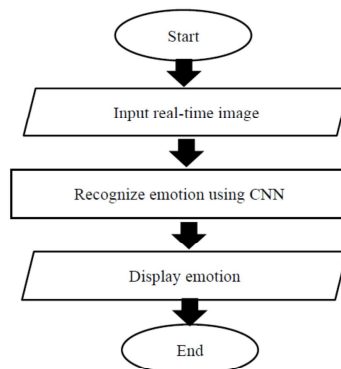 Start
Input real-time image
Recognize emotion using CNN
Display emotion
End